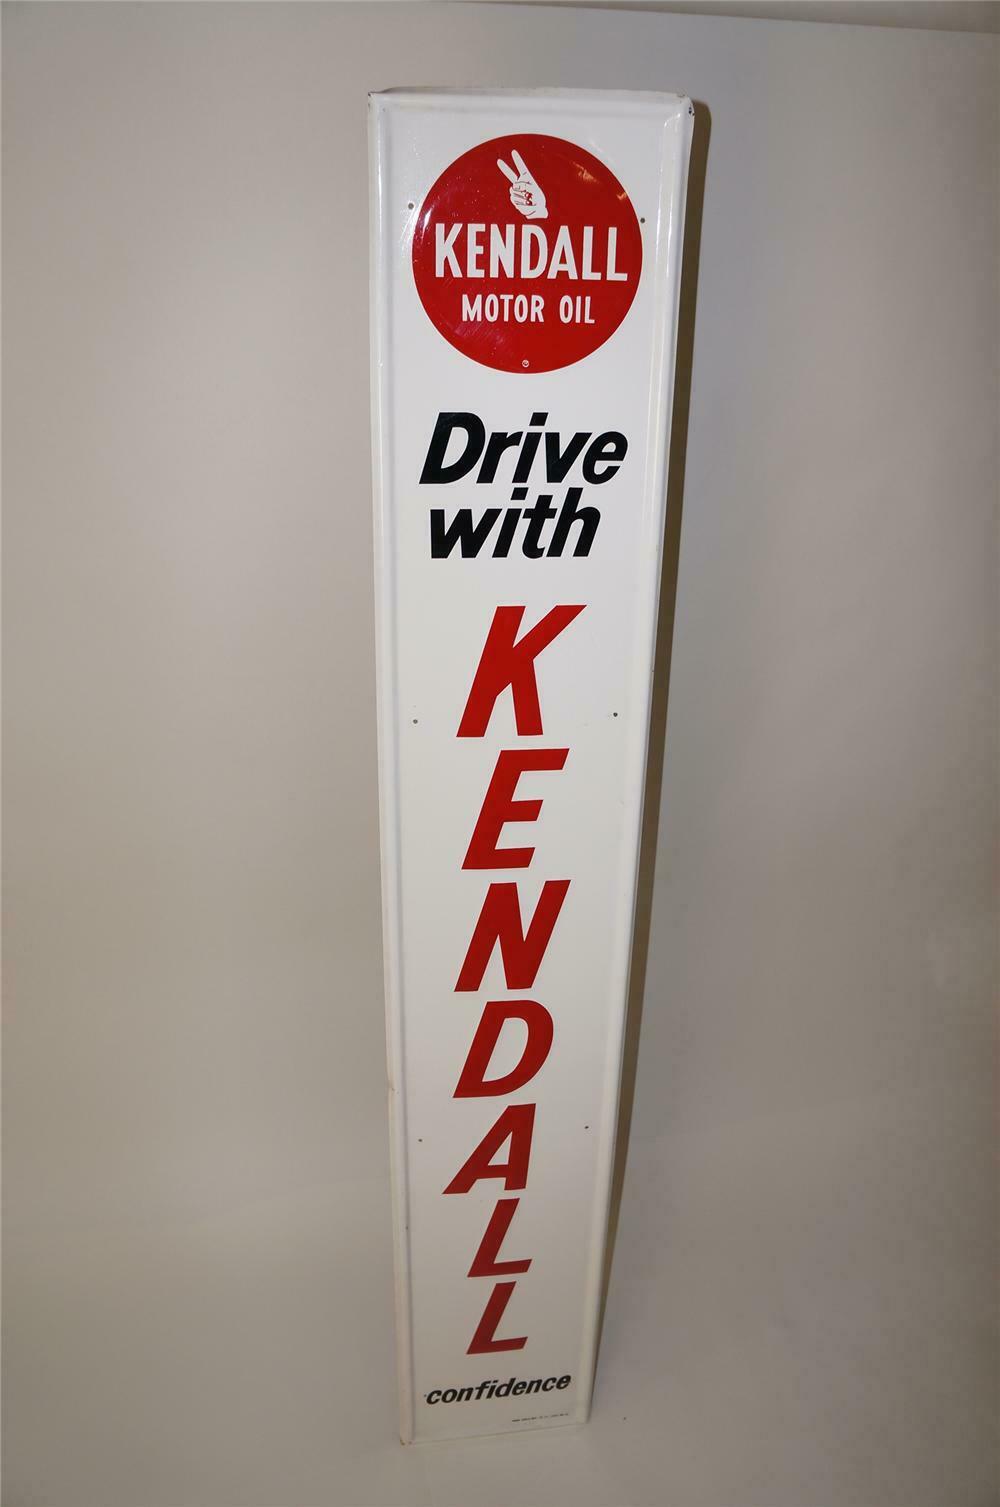 KENDALL
MOTOR OIL
Drive
with
KENDALL
confidence